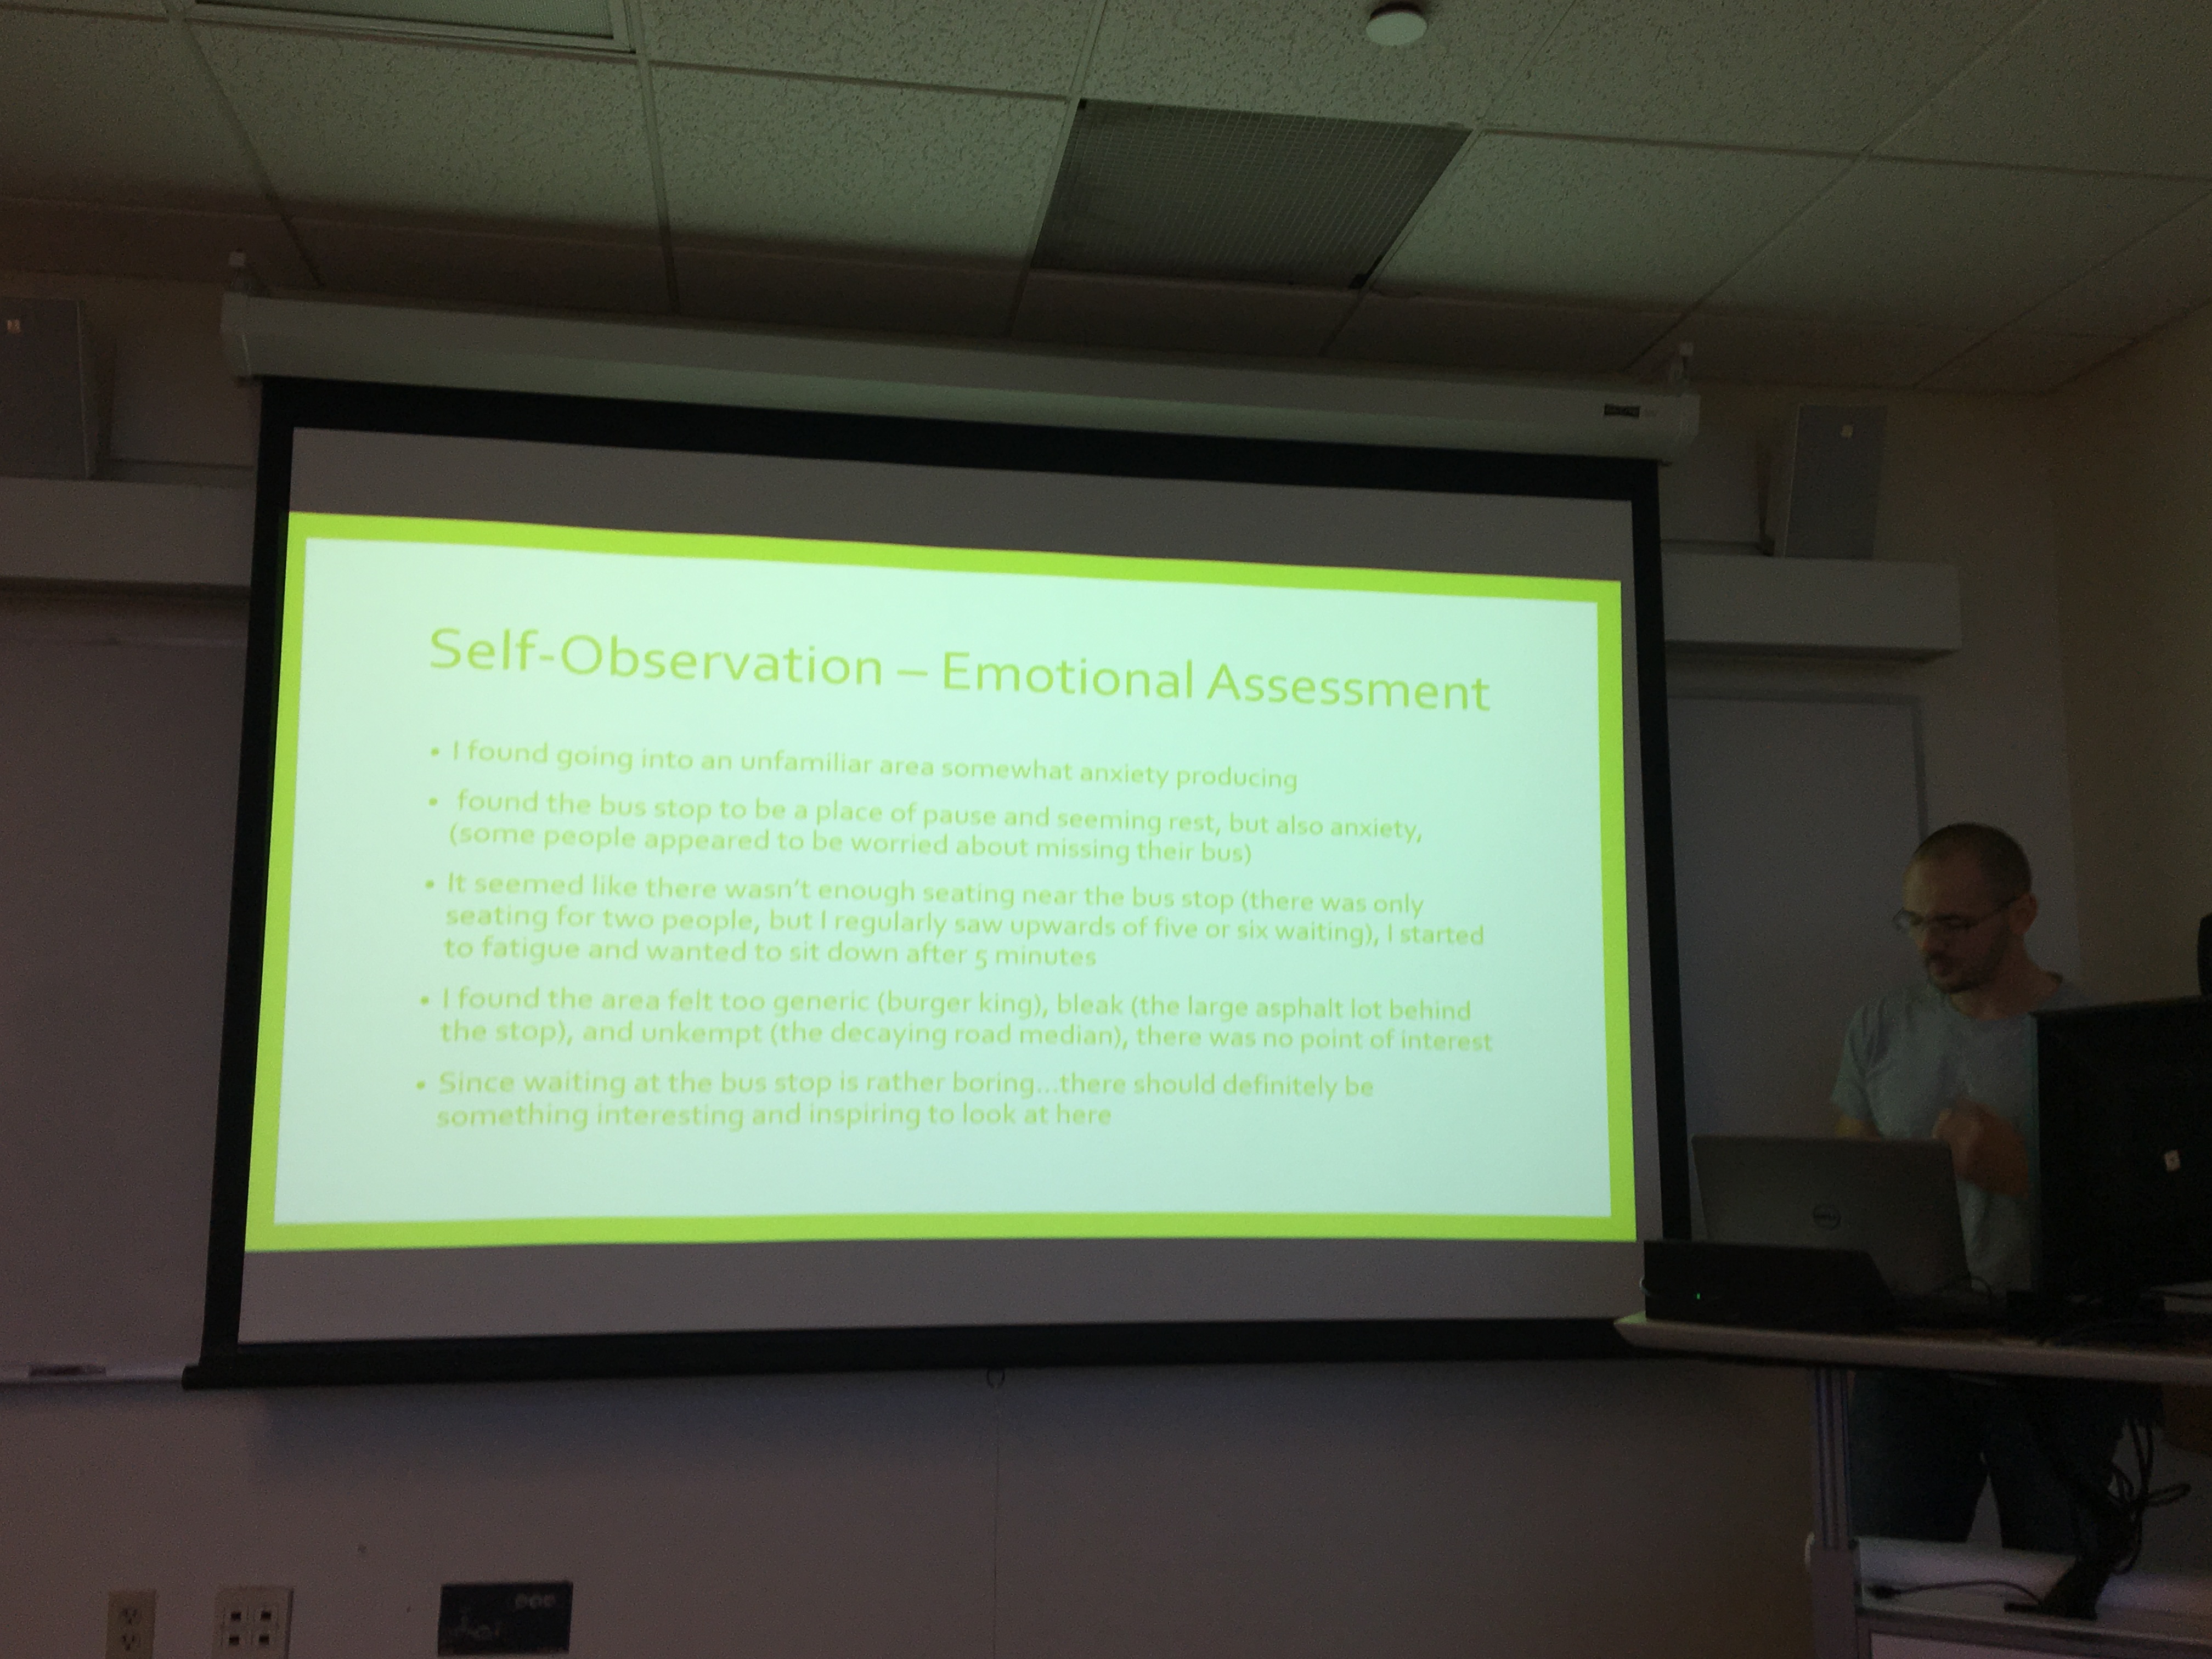 Self-Observation – Emotional Assessment
• I found going into an unfamiliar area somewhat anxiety producing
• found the bus stop to be a place of pause and seeming rest, but also anxiety,
(some people appeared to be worried about missing their bus)
• It seemed like there wasn't enough seating near the bus stop (there was only
seating for two people, but I regularly saw upwards of five or six waiting), I started
to fatigue and wanted to sit down after 5 minutes
• I found the area felt too generic (burger king), bleak (the large asphalt lot behind
the stop), and unkempt (the decaying road median), there was no point of interest
• Since waiting at the bus stop is rather boring...there should definitely be
something interesting and inspiring to look at here
DELL